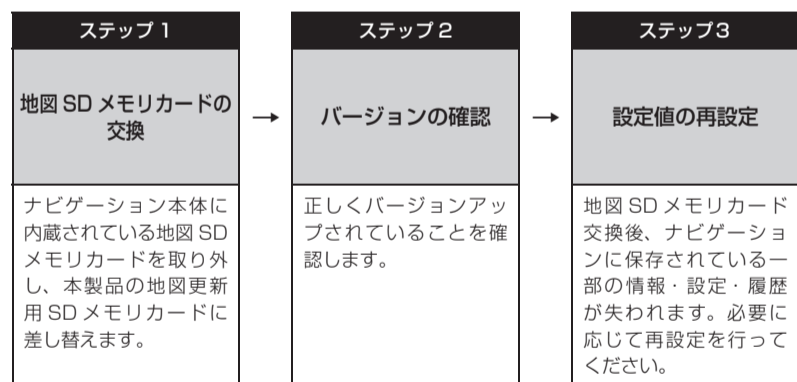 ステップ1
地図 SD メモリカードの
交換
ナビゲーション本体に
内蔵されている地図 SD
メモリカードを取り外
し、本製品の地図更新
用 SD メモリカードに
差し替えます。
→
ステップ2
バージョンの確認
正しくバージョンアッ
プされていることを確
認します。
→
ステップ3
設定値の再設定
地図 SD メモリカード
交換後、ナビゲーショ
ンに保存されている一
部の情報・設定・履歴
が失われます。必要に
応じて再設定を行って
ください。